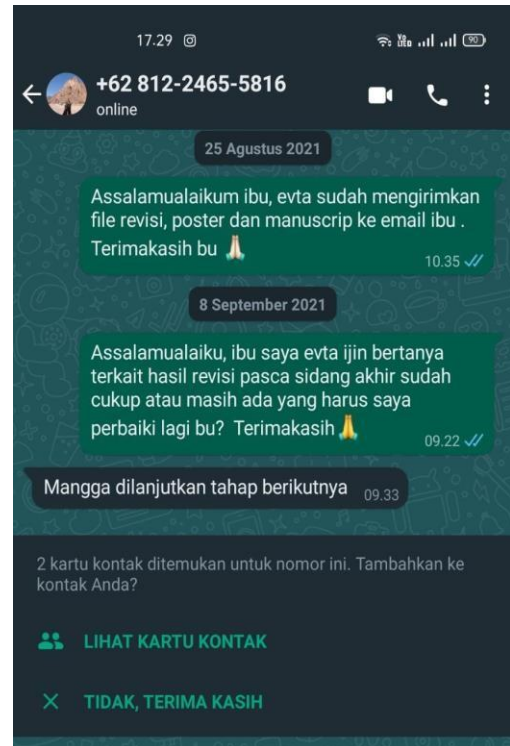 17.29
90
+62 812-2465-5816
online
25 Agustus 2021
Assalamualaikum ibu, evta sudah mengirimkan
file revisi, poster dan manuscrip ke email ibu .
Terimakasih bu 🙏🏻
10.35
8 September 2021
Assalamualaiku, ibu saya evta ijin bertanya
terkait hasil revisi pasca sidang akhir sudah
cukup atau masih ada yang harus saya
perbaiki lagi bu? Terimakasih 🙏
09.22
Mangga dilanjutkan tahap berikutnya 09.33
2 kartu kontak ditemukan untuk nomor ini. Tambahkan ke
kontak Anda?
LIHAT KARTU KONTAK
TIDAK, TERIMA KASIH